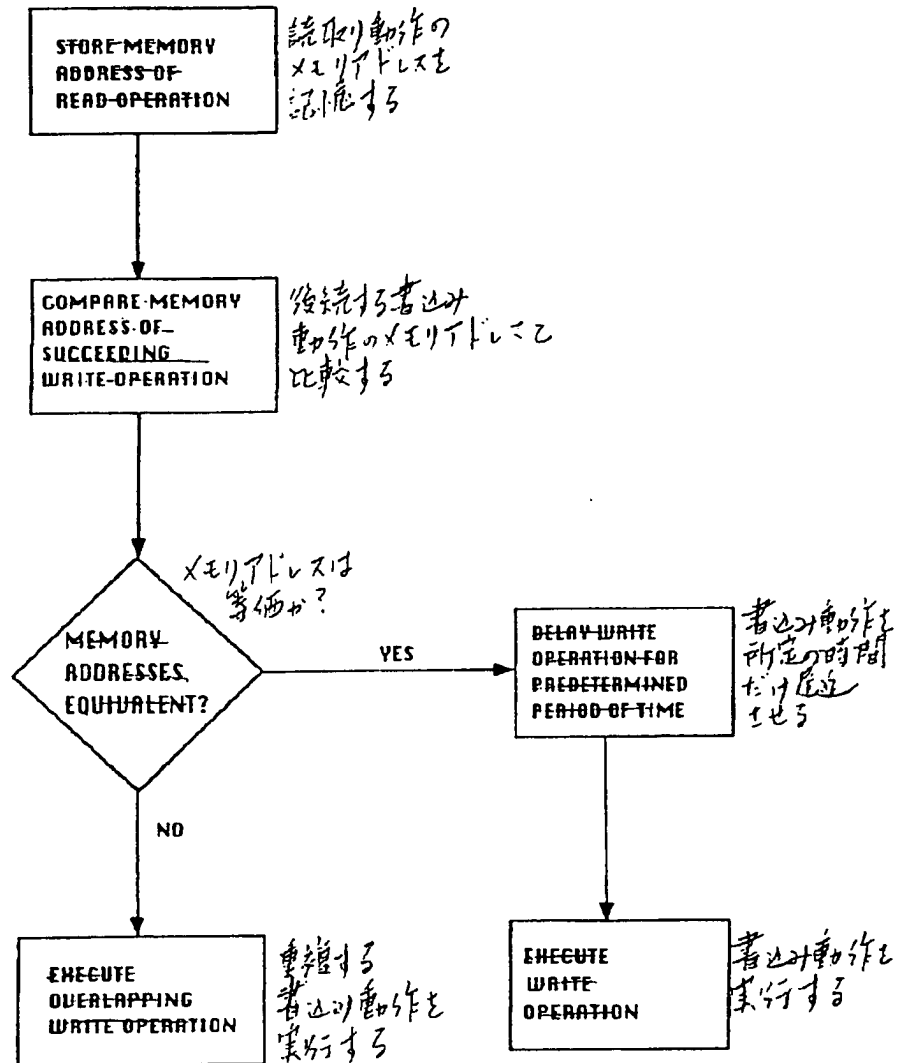 STORE MEMORY
ADDRESS OF
READ OPERATION
読取り動作の
メモリアドレスを
記憶する
COMPARE MEMORY
ADDRESS OF
SUCCEEDING
WRITE OPERATION
後続する書込み
動作のメモリアドレスと
比較する
メモリアドレスは
等価か?
MEMORY
ADDRESSES
EQUIVALENT?
YES
DELAY WRITE
OPERATION FOR
PREDETERMINED
PERIOD OF TIME
書込み動作を
所定の時間
だけ遅延
させる
NO
EXECUTE
OVERLAPPING
WRITE OPERATION
重複する
書込み動作を
実行する
EXECUTE
WRITE
OPERATION
書込み動作を
実行する